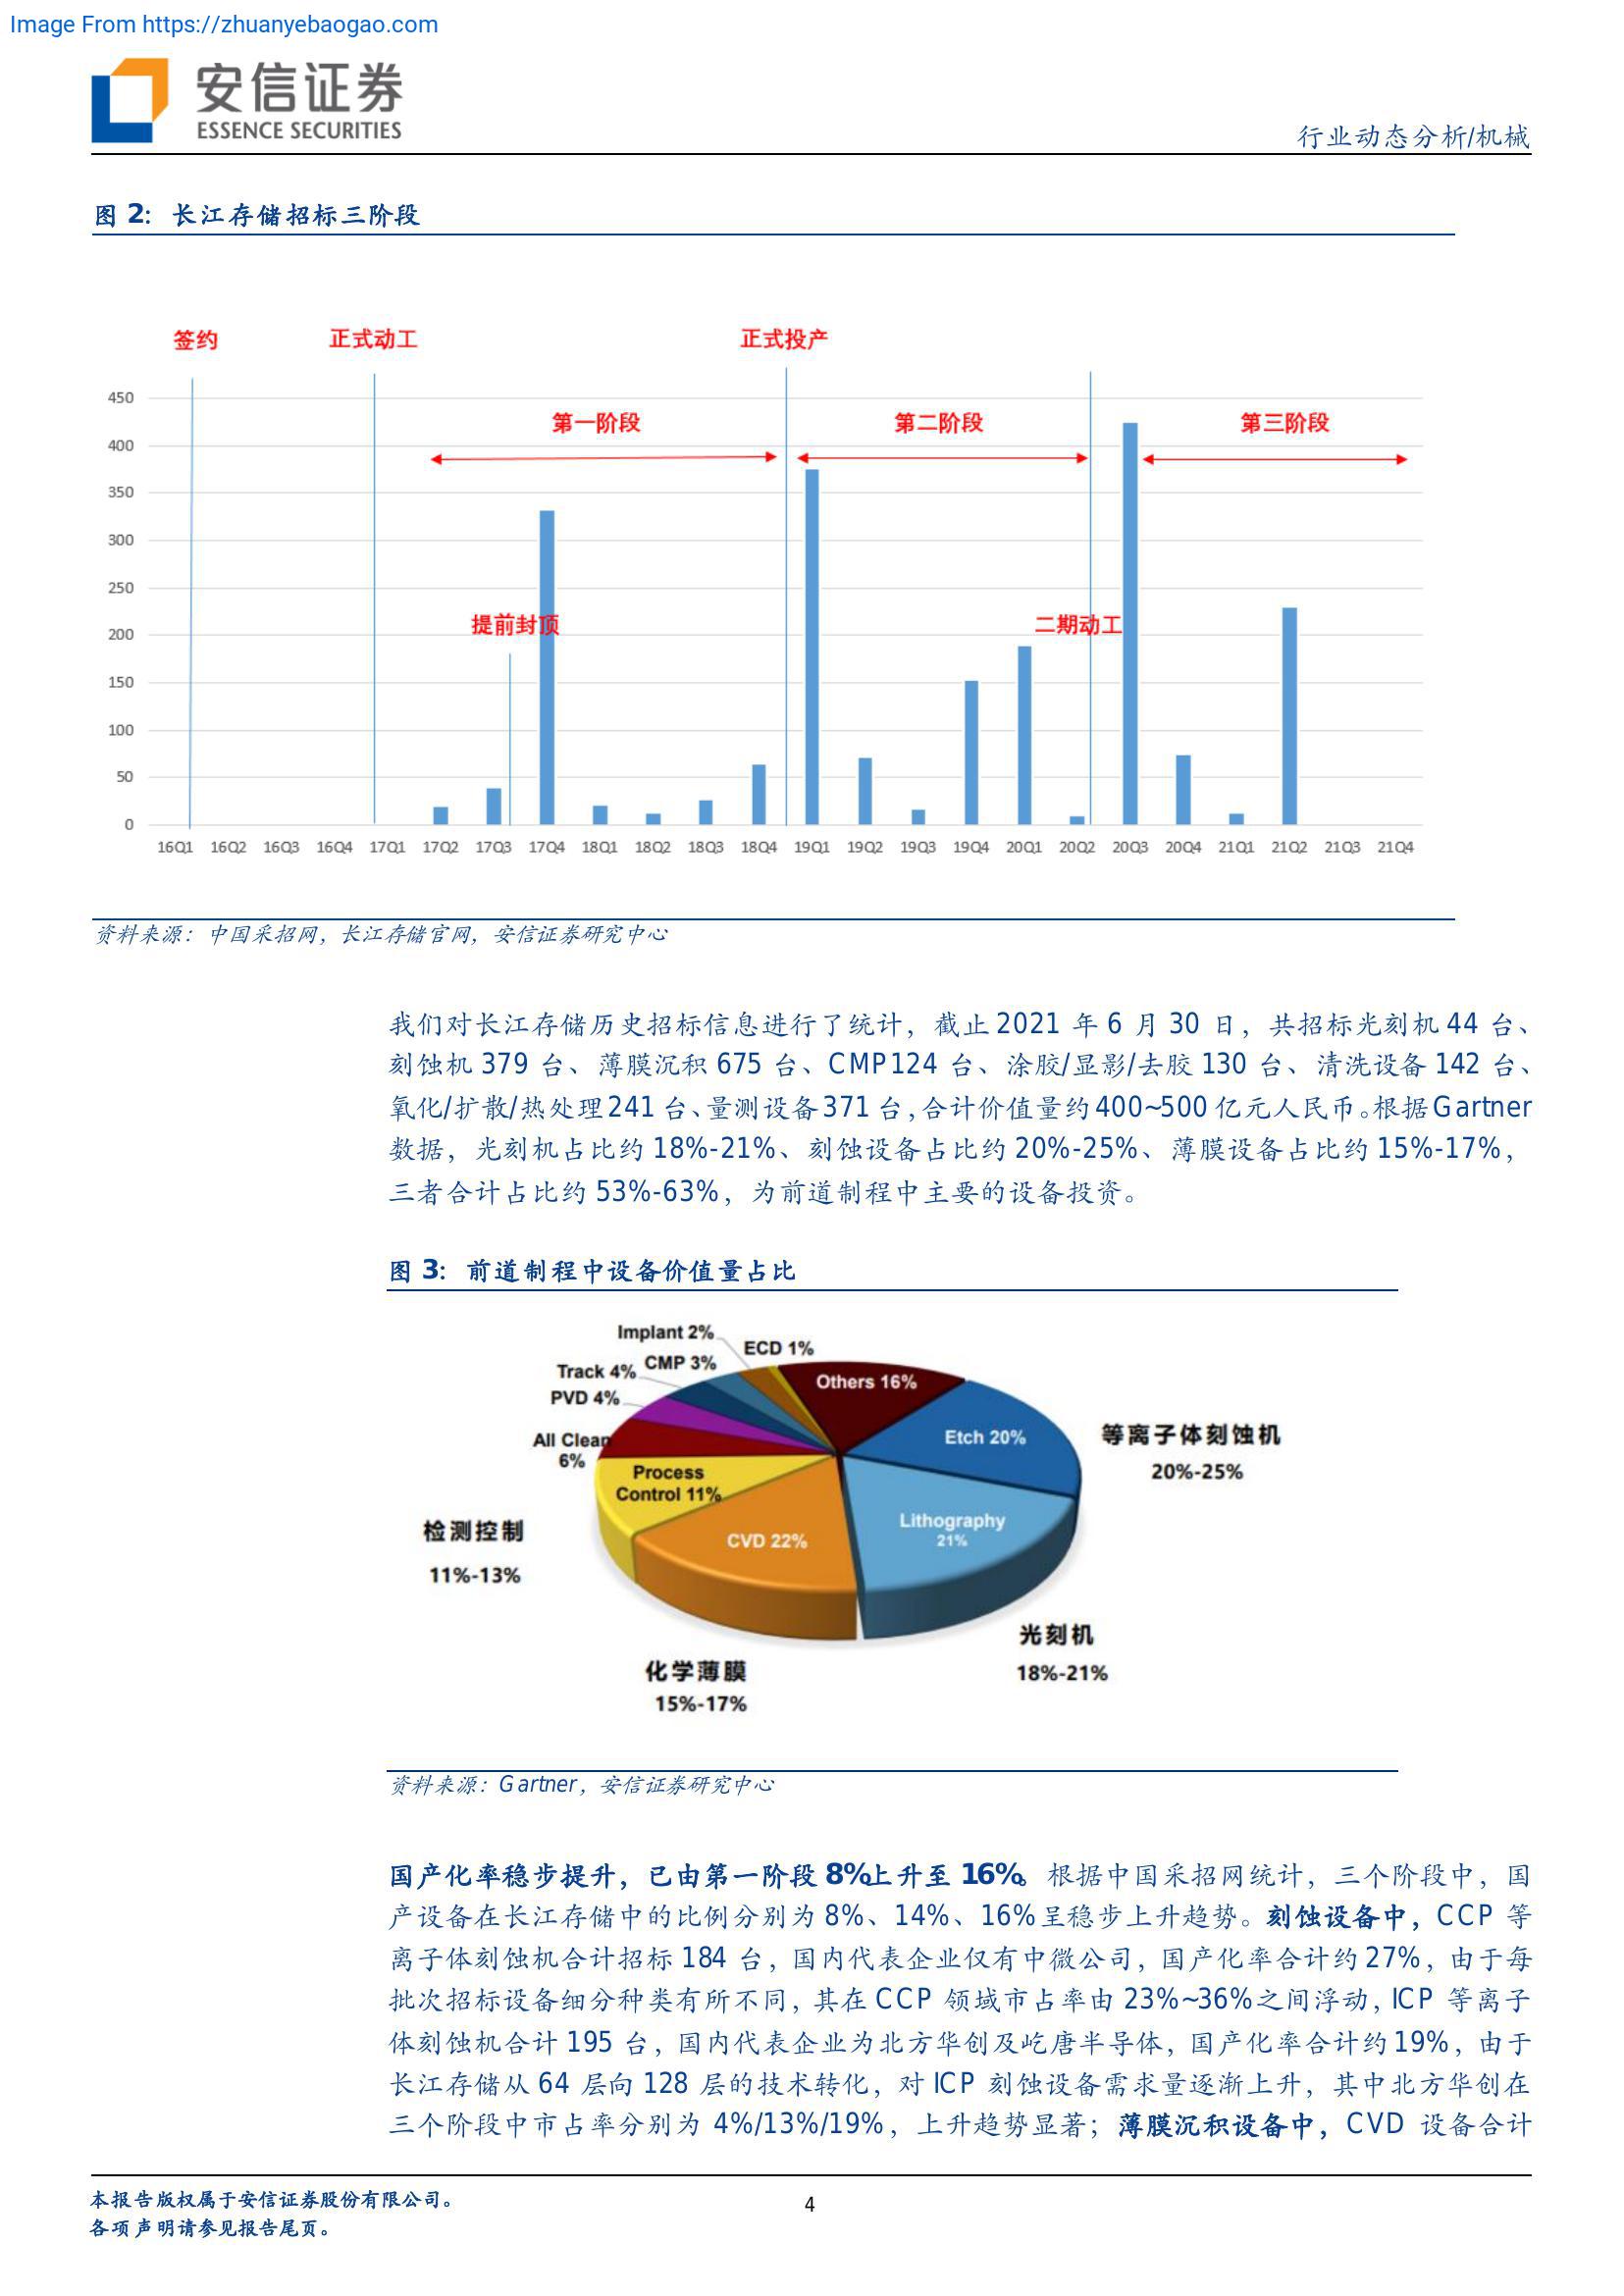 Image From https://zhuanyebaogao.com
安信证券
ESSENCE SECURITIES
行业动态分析/机械
图 2：长江存储招标三阶段
签约
正式动工
正式投产
450
第一阶段
第二阶段
第三阶段
400
350
300
250
提前封顶
二期动工
200
150
100
50
0
16Q1 16Q2 16Q3 16Q4 17Q1 17Q2 17Q3 17Q4 18Q1 18Q2 18Q3 18Q4 19Q1 19Q2 19Q3 19Q4 20Q1 20Q2 20Q3 20Q4 21Q1 21Q2 21Q3 21Q4
资料来源：中国采招网，长江存储官网，安信证券研究中心
我们对长江存储历史招标信息进行了统计，截止 2021 年 6 月 30 日，共招标光刻机 44 台、
刻蚀机 379 台、薄膜沉积 675 台、CMP124 台、涂胶/显影/去胶 130 台、清洗设备 142 台、
氧化/扩散/热处理 241 台、量测设备 371 台，合计价值量约 400~500 亿元人民币。根据 Gartner
数据，光刻机占比约 18%-21%、刻蚀设备占比约 20%-25%、薄膜设备占比约 15%-17%，
三者合计占比约 53%-63%，为前道制程中主要的设备投资。
图 3：前道制程中设备价值量占比
Implant 2%
ECD 1%
CMP 3%
Track 4%
Others 16%
PVD 4%
All Clean
6%
Etch 20%
等离子体刻蚀机
20%-25%
Process
Control 11%
Lithography
21%
检测控制
CVD 22%
11%-13%
光刻机
18%-21%
化学薄膜
15%-17%
资料来源：Gartner，安信证券研究中心
国产化率稳步提升，已由第一阶段 8%上升至 16%。根据中国采招网统计，三个阶段中，国
产设备在长江存储中的比例分别为 8%、14%、16%呈稳步上升趋势。刻蚀设备中，CCP 等
离子体刻蚀机合计招标 184 台，国内代表企业仅有中微公司，国产化率合计约 27%，由于每
批次招标设备细分种类有所不同，其在 CCP 领域市占率由 23%~36%之间浮动，ICP 等离子
体刻蚀机合计 195 台，国内代表企业为北方华创及屹唐半导体，国产化率合计约 19%，由于
长江存储从 64 层向 128 层的技术转化，对 ICP 刻蚀设备需求量逐渐上升，其中北方华创在
三个阶段中市占率分别为 4%/13%/19%，上升趋势显著；薄膜沉积设备中，CVD 设备合计
本报告版权属于安信证券股份有限公司。
各项声明请参见报告尾页。
4